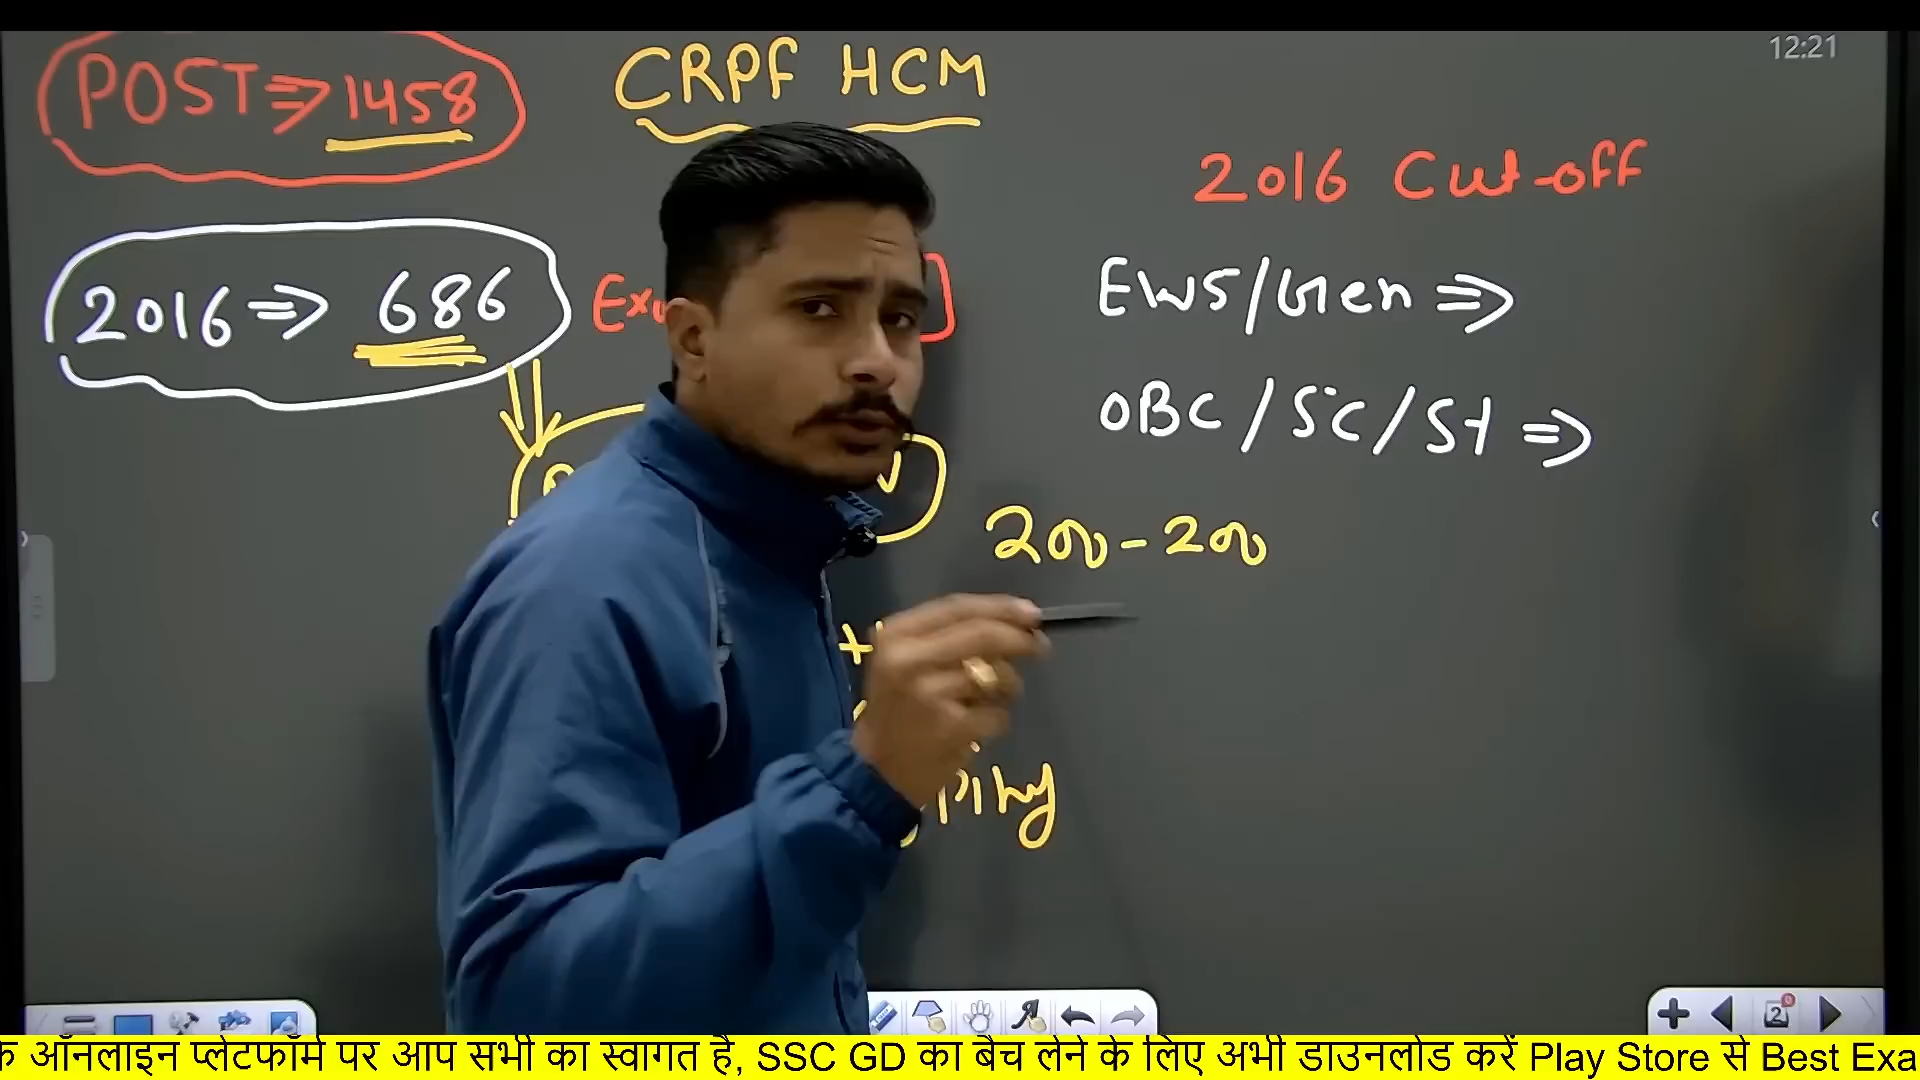 12:21
POST ⇒ 1458
CRPF HCM
2016 Cut-off
2016 ⇒ 686
EWS/Gen ⇒
OBC/SC/St ⇒
200-200
2
के ऑनलाइन प्लेटफॉर्म पर आप सभी का स्वागत है, SSC GD का बैच लेने के लिए अभी डाउनलोड करें Play Store से Best Exa